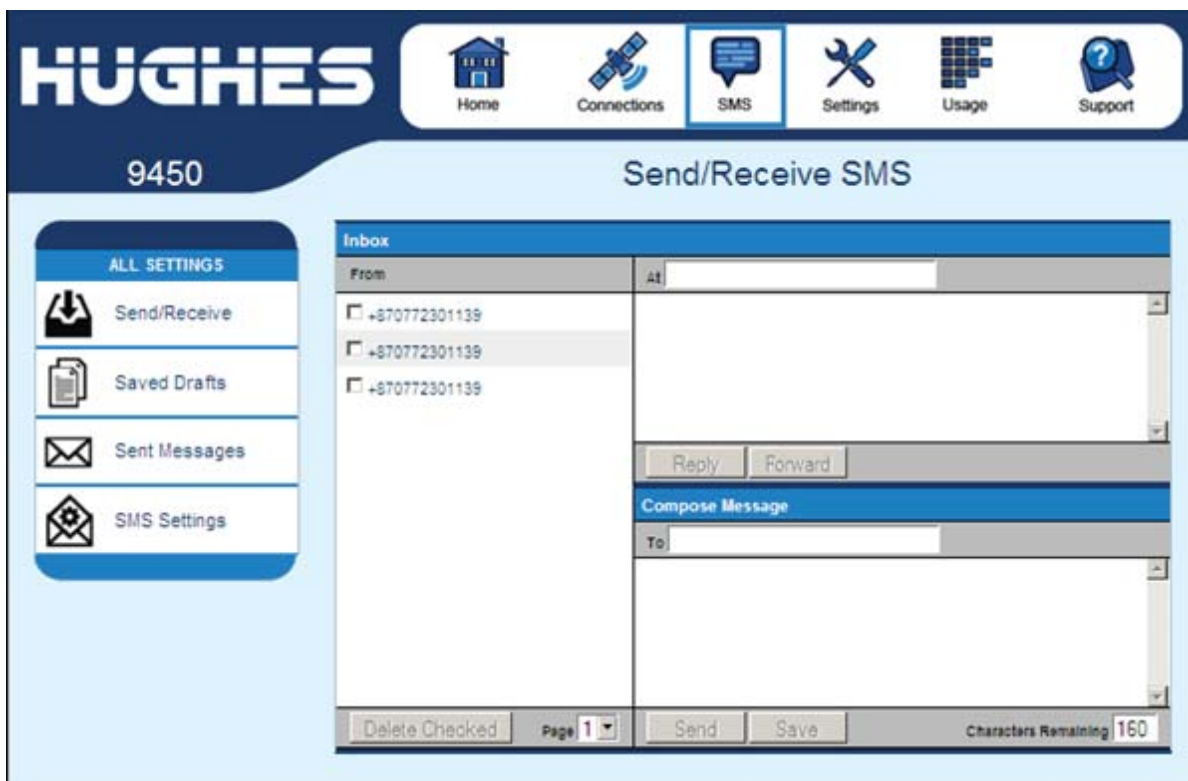 HUGHES
Home Connections SMS Settings Usage Support
9450
Send/Receive SMS
ALL SETTINGS
Send/Receive
Saved Drafts
Sent Messages
SMS Settings
Inbox
From
At
+870772301139
+870772301139
+870772301139
Reply Forward
Compose Message
To
Delete Checked Page 1
Send Save Characters Remaining 160